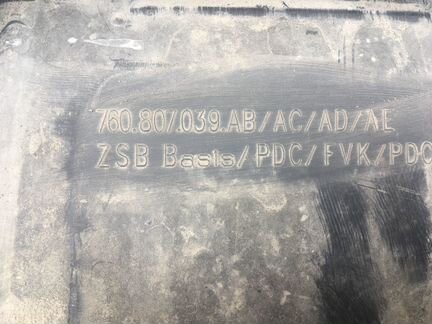 760.807.039.AB/AC/AD/AE
ZSB Basis/PDC/FVK/PDC